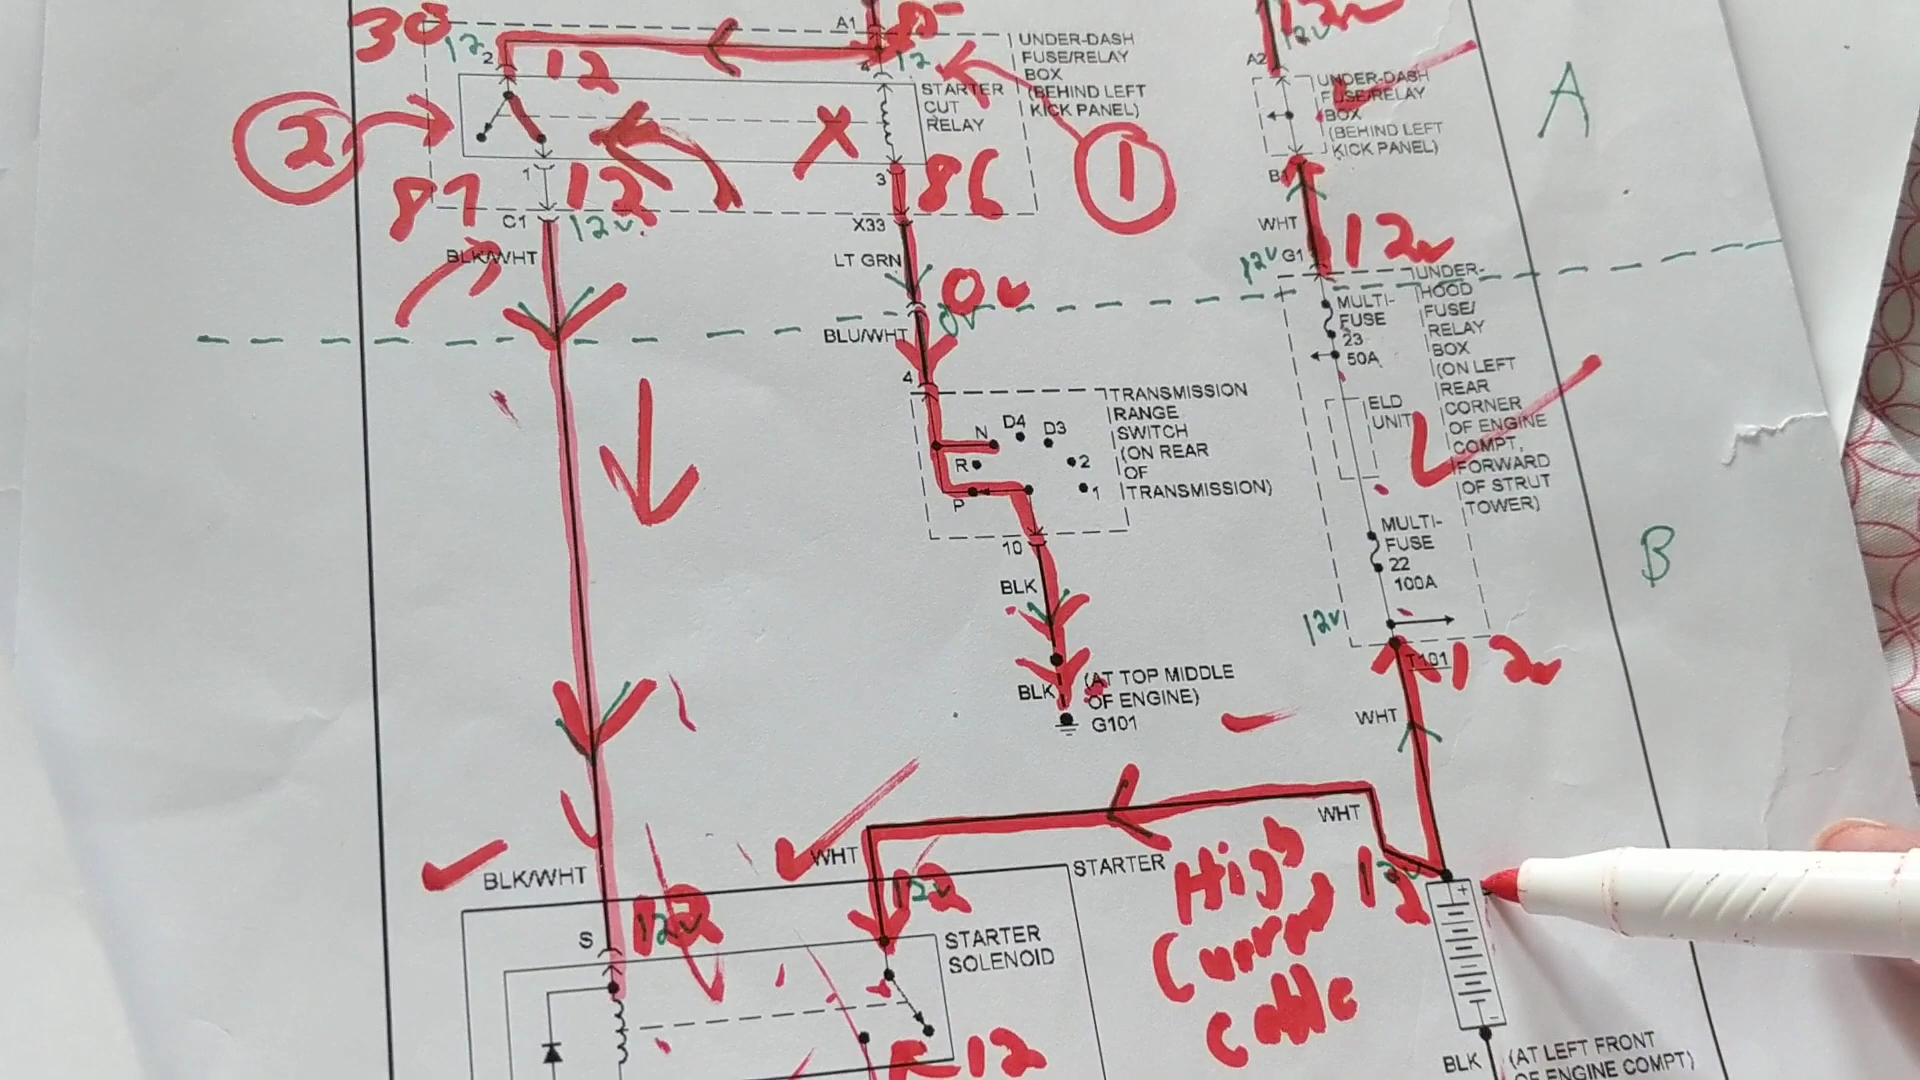 30
12
2
12
A1
85
4
12
UNDER-DASH
FUSE/RELAY
BOX
(BEHIND LEFT
KICK PANEL)
STARTER
CUT
RELAY
X
2
1
1
12
87
3
86
C1
12v
BLK/WHT
X33
LT GRN
0v
0v
BLU/WHT
4
TRANSMISSION
RANGE
SWITCH
(ON REAR
OF
TRANSMISSION)
N
D4
D3
R
2
P
1
10
BLK
BLK
(AT TOP MIDDLE
OF ENGINE)
G101
12v
12v
A2
UNDER-DASH
FUSE/RELAY
BOX
(BEHIND LEFT
KICK PANEL)
A
B1
WHT
12v
12v
G1
UNDER-
HOOD
FUSE/
RELAY
BOX
(ON LEFT
REAR
CORNER
OF ENGINE
COMPT,
FORWARD
OF STRUT
TOWER)
MULTI-
FUSE
23
50A
ELD
UNIT
MULTI-
FUSE
22
100A
B
12v
T101
12v
WHT
WHT
WHT
BLK/WHT
STARTER
12v
12
12v
12
High
Current
Cable
12v
12
+
-
S
STARTER
SOLENOID
12
BLK
(AT LEFT FRONT
OF ENGINE COMPT)